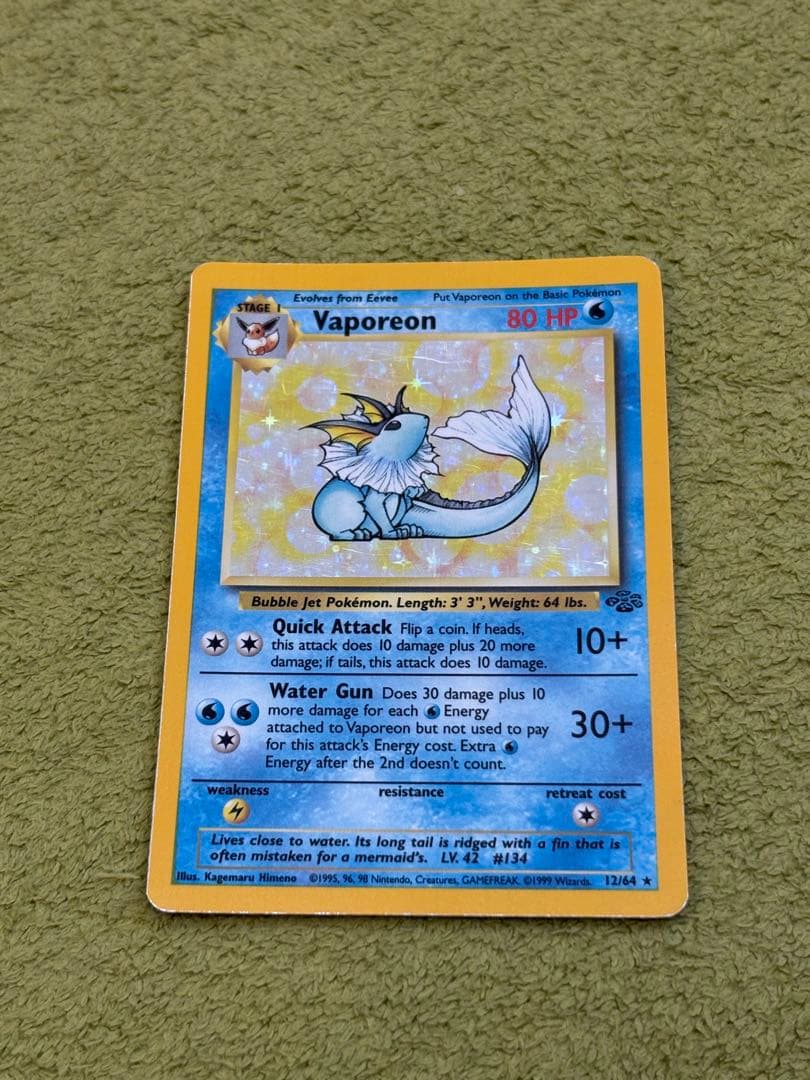 Evolves from Eevee Put Vaporeon on the Basic Pokémon
STAGE 1
Vaporeon 80 HP
Bubble Jet Pokémon. Length: 3' 3", Weight: 64 lbs.
Quick Attack Flip a coin. If heads,
this attack does 10 damage plus 20 more
damage; if tails, this attack does 10 damage.
10+
Water Gun Does 30 damage plus 10
more damage for each Energy
attached to Vaporeon but not used to pay
for this attack's Energy cost. Extra
Energy after the 2nd doesn't count.
30+
weakness resistance retreat cost
Lives close to water. Its long tail is ridged with a fin that is
often mistaken for a mermaid's. LV. 42 #134
Illus. Kagemaru Himeno ©1995, 96, 98 Nintendo, Creatures, GAMEFREAK. ©1999 Wizards. 12/64 ★